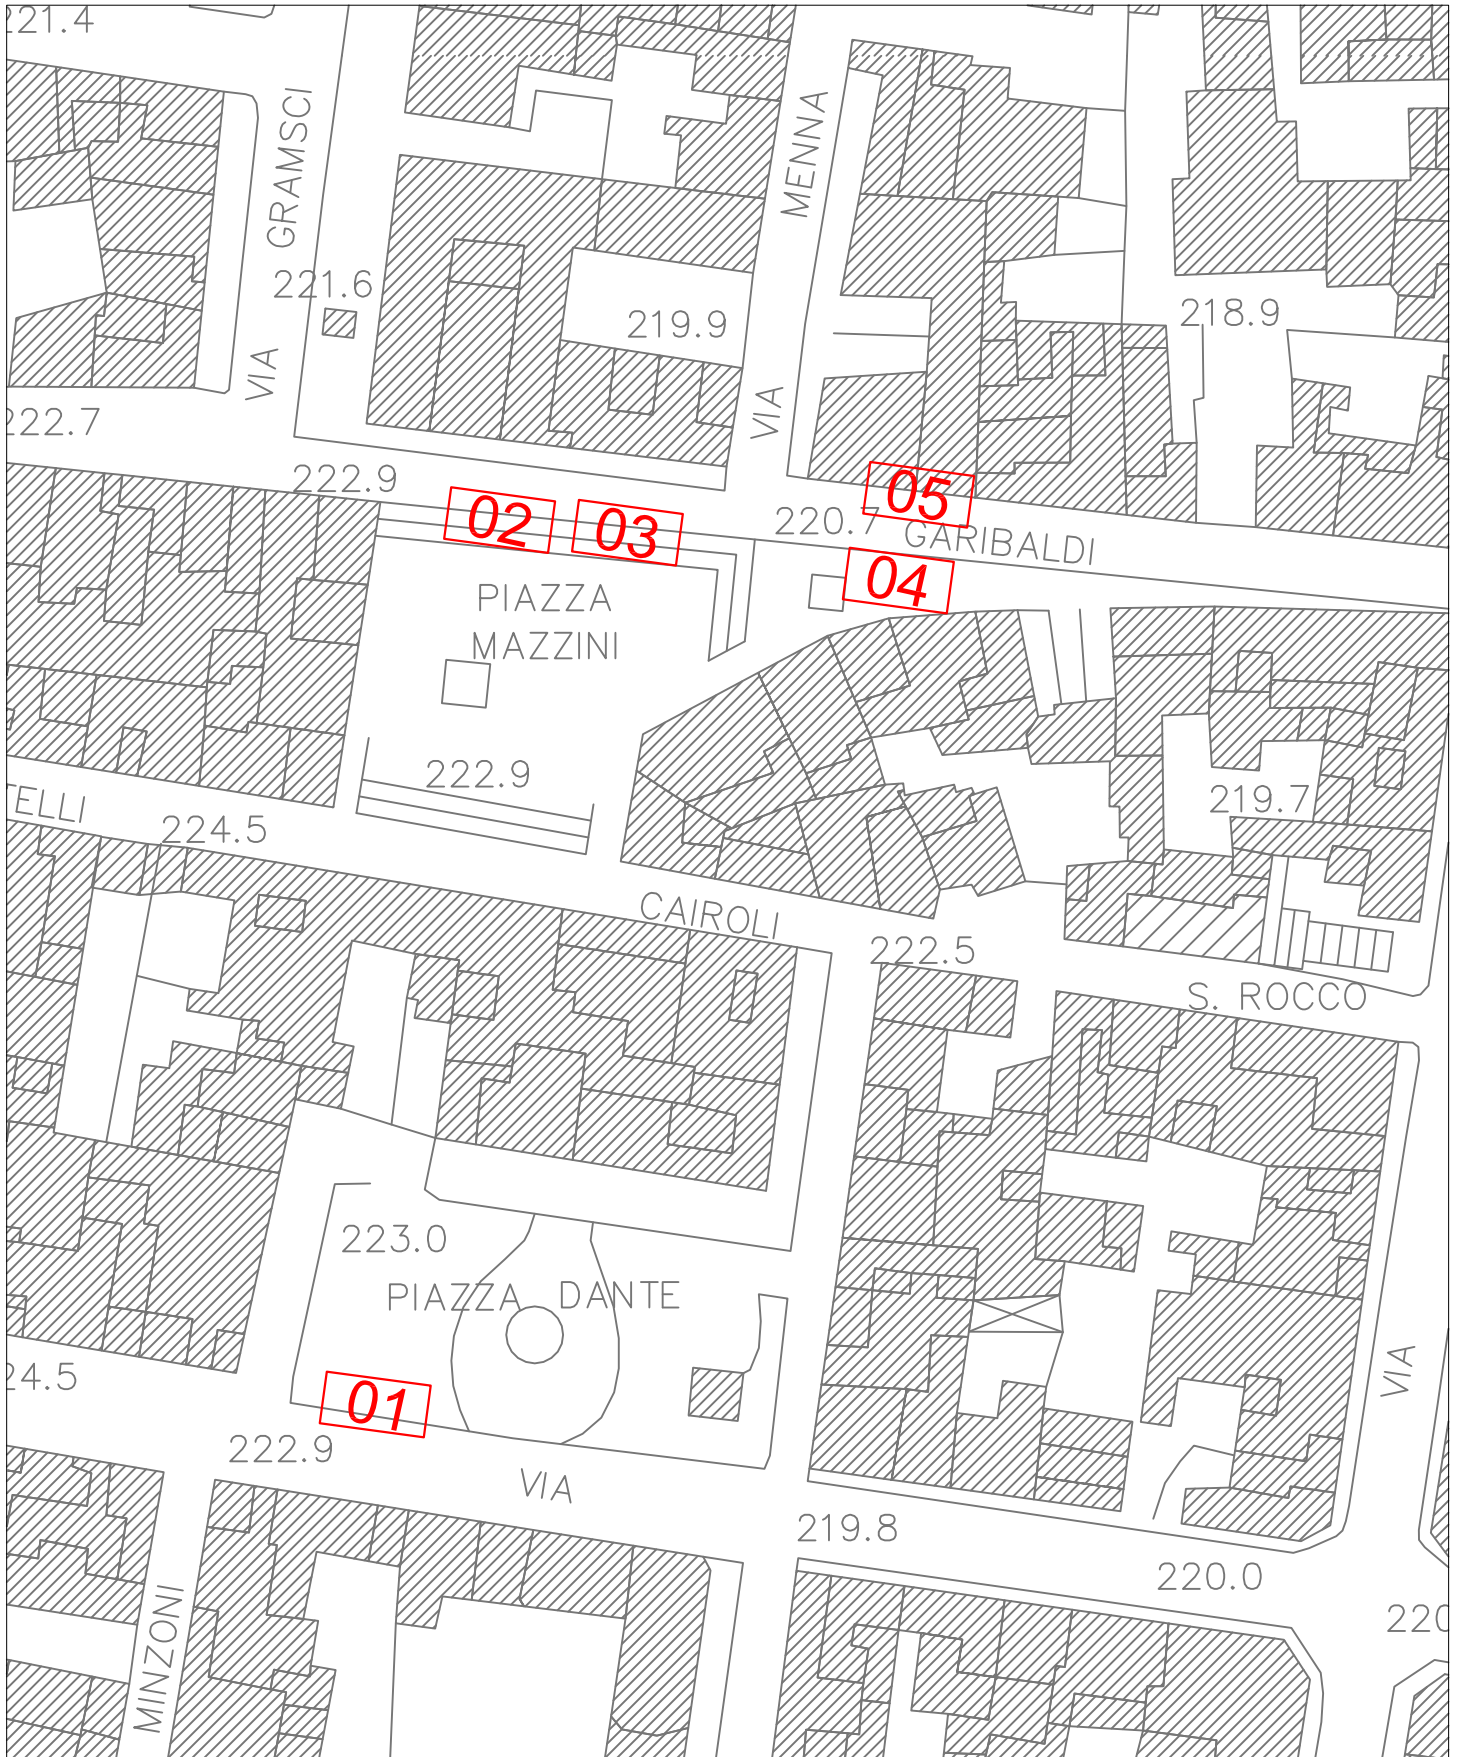 221.4
GRAMSCI
MENNA
221.6
219.9
218.9
VIA
VIA
222.7
222.9
05
02
03
220.7
GARIBALDI
04
PIAZZA
MAZZINI
222.9
219.7
TELLI
224.5
CAIROLI
222.5
S. ROCCO
223.0
PIAZZA DANTE
VIA
24.5
01
222.9
VIA
219.8
220.0
220
MINZONI